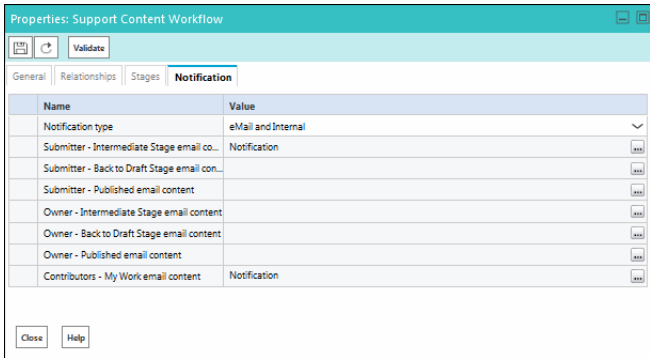 Properties: Support Content Workflow
Validate
General Relationships Stages Notification
Name Value
Notification type eMail and Internal
Submitter - Intermediate Stage email co... Notification
Submitter - Back to Draft Stage email con...
Submitter - Published email content
Owner - Intermediate Stage email content
Owner - Back to Draft Stage email content
Owner - Published email content
Contributors - My Work email content Notification
Close Help